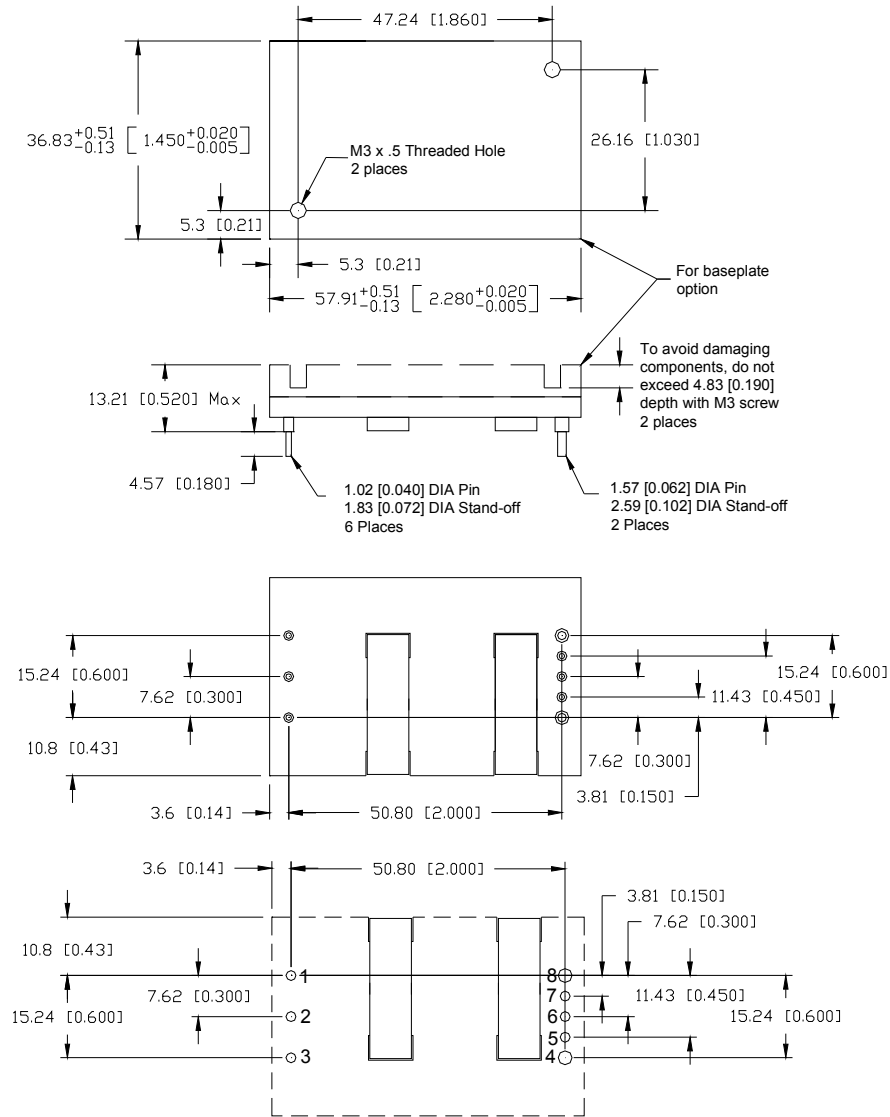 47.24 [1.860]
36.83 +0.51 -0.13 [ 1.450 +0.020 -0.005 ]
M3 x .5 Threaded Hole
2 places
26.16 [1.030]
5.3 [0.21]
5.3 [0.21]
57.91 +0.51 -0.13 [ 2.280 +0.020 -0.005 ]
For baseplate
option
13.21 [0.520] Max
To avoid damaging
components, do not
exceed 4.83 [0.190]
depth with M3 screw
2 places
4.57 [0.180]
1.02 [0.040] DIA Pin
1.83 [0.072] DIA Stand-off
6 Places
1.57 [0.062] DIA Pin
2.59 [0.102] DIA Stand-off
2 Places
15.24 [0.600]
7.62 [0.300]
10.8 [0.43]
15.24 [0.600]
11.43 [0.450]
7.62 [0.300]
3.81 [0.150]
3.6 [0.14]
50.80 [2.000]
3.6 [0.14]
50.80 [2.000]
3.81 [0.150]
7.62 [0.300]
10.8 [0.43]
7.62 [0.300]
15.24 [0.600]
1
2
3
8
7
6
5
4
11.43 [0.450]
15.24 [0.600]